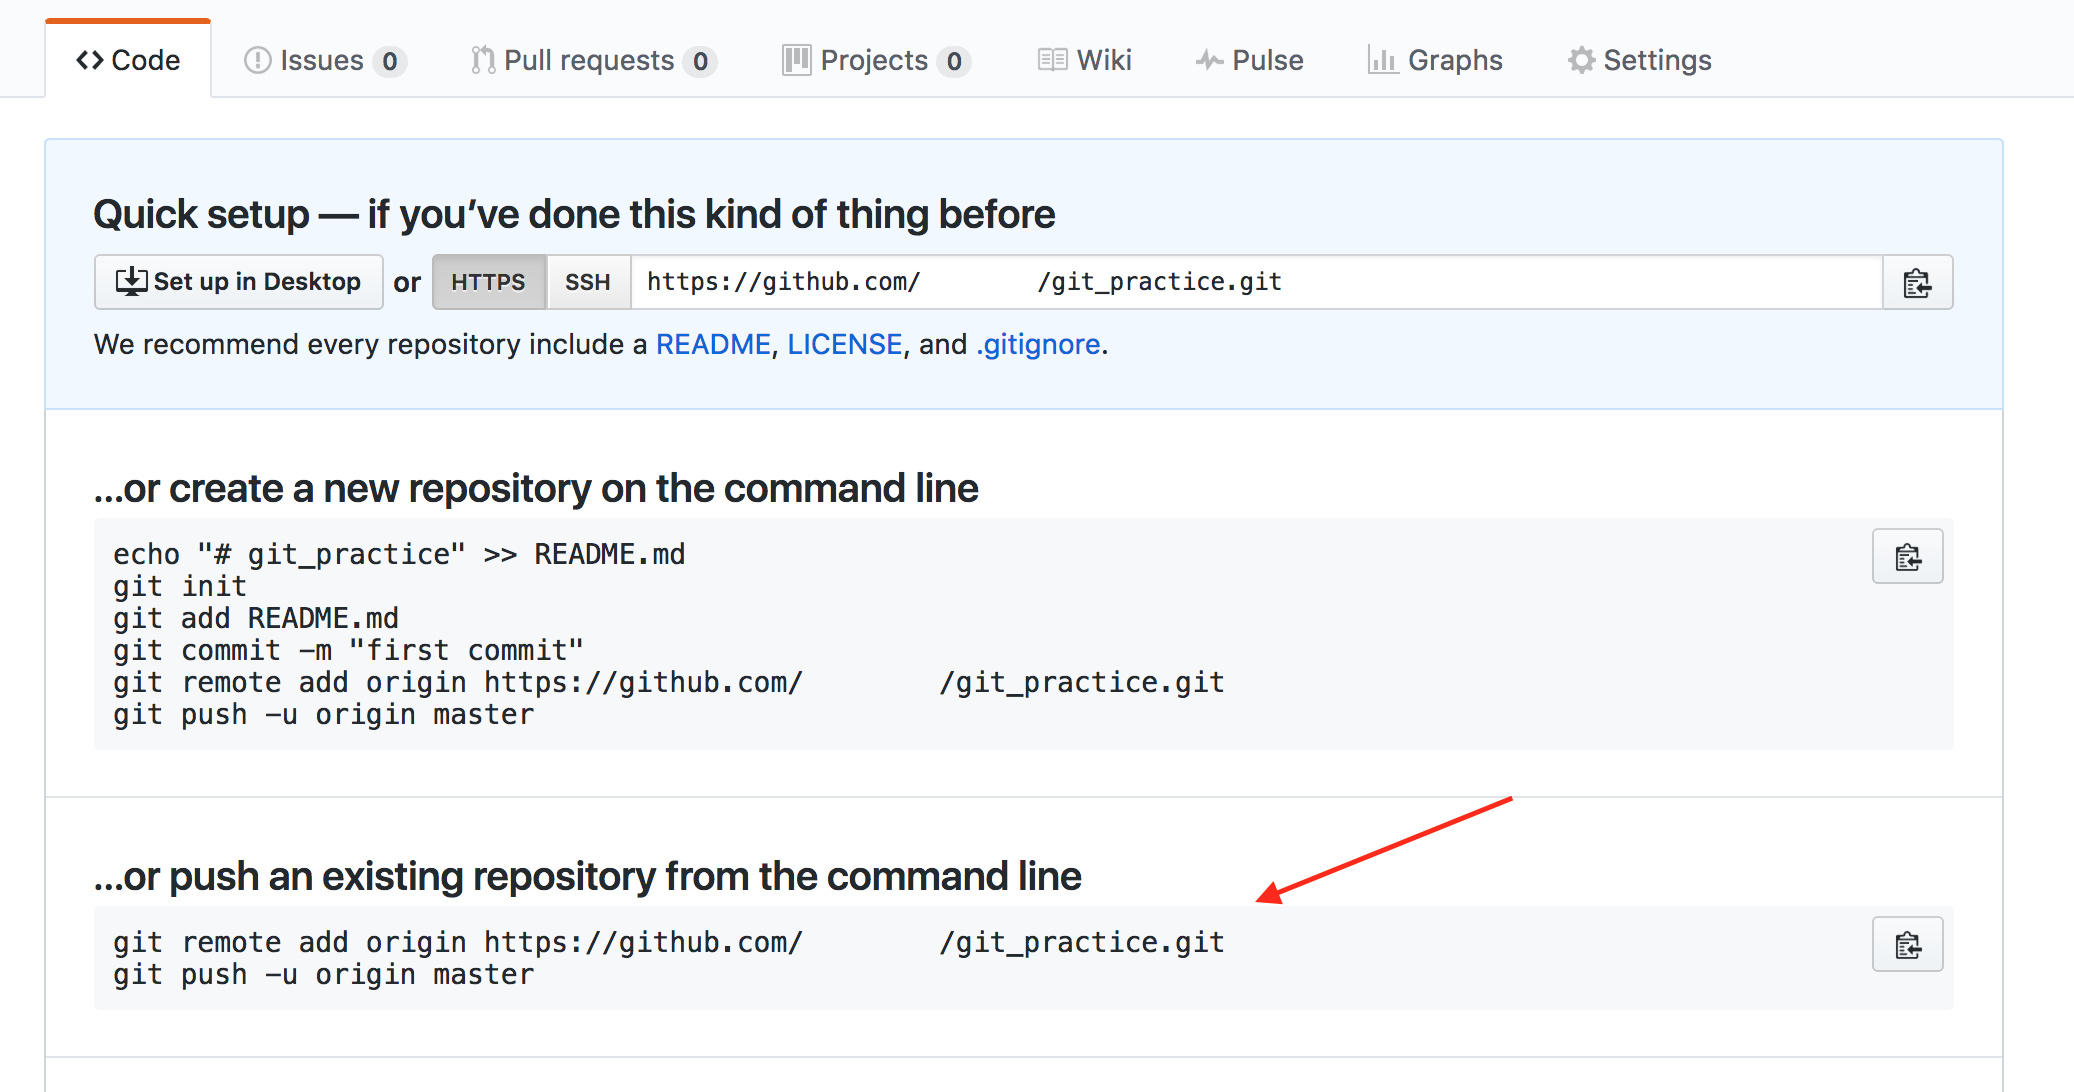 Code Issues 0 Pull requests 0 Projects 0 Wiki Pulse Graphs Settings
Quick setup — if you’ve done this kind of thing before
Set up in Desktop or HTTPS SSH https://github.com/ /git_practice.git
We recommend every repository include a README, LICENSE, and .gitignore.
…or create a new repository on the command line
echo "# git_practice" >> README.md
git init
git add README.md
git commit -m "first commit"
git remote add origin https://github.com/ /git_practice.git
git push -u origin master
…or push an existing repository from the command line
git remote add origin https://github.com/ /git_practice.git
git push -u origin master